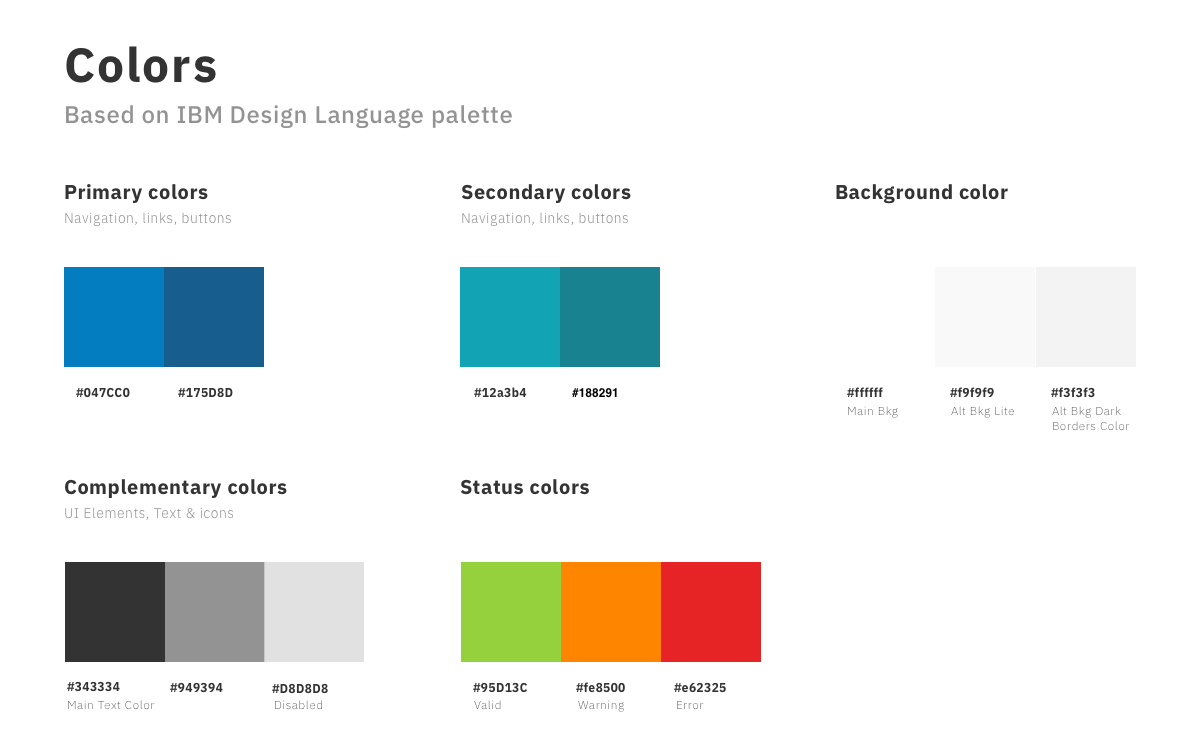 Colors
Based on IBM Design Language palette
Primary colors
Navigation, links, buttons
#047CC0
#175D8D
Secondary colors
Navigation, links, buttons
#12a3b4
#188291
Background color
#ffffff
Main Bkg
#f9f9f9
Alt Bkg Lite
#f3f3f3
Alt Bkg Dark
Borders Color
Complementary colors
UI Elements, Text & icons
#343334
Main Text Color
#949394
#D8D8D8
Disabled
Status colors
#95D13C
Valid
#fe8500
Warning
#e62325
Error